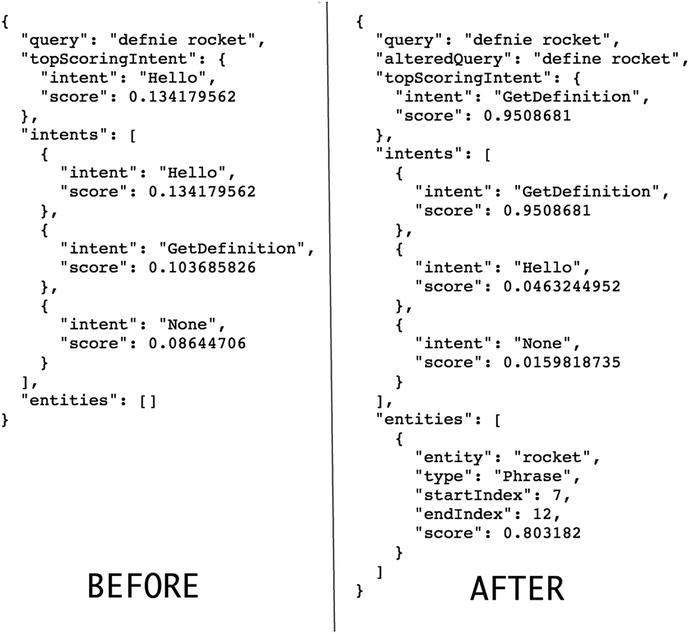 {
  "query": "defnie rocket",
  "topScoringIntent": {
    "intent": "Hello",
    "score": 0.134179562
  },
  "intents": [
    {
      "intent": "Hello",
      "score": 0.134179562
    },
    {
      "intent": "GetDefinition",
      "score": 0.103685826
    },
    {
      "intent": "None",
      "score": 0.08644706
    }
  ],
  "entities": []
}
BEFORE
{
  "query": "defnie rocket",
  "alteredQuery": "define rocket",
  "topScoringIntent": {
    "intent": "GetDefinition",
    "score": 0.9508681
  },
  "intents": [
    {
      "intent": "GetDefinition",
      "score": 0.9508681
    },
    {
      "intent": "Hello",
      "score": 0.0463244952
    },
    {
      "intent": "None",
      "score": 0.0159818735
    }
  ],
  "entities": [
    {
      "entity": "rocket",
      "type": "Phrase",
      "startIndex": 7,
      "endIndex": 12,
      "score": 0.803182
    }
  ]
}
AFTER